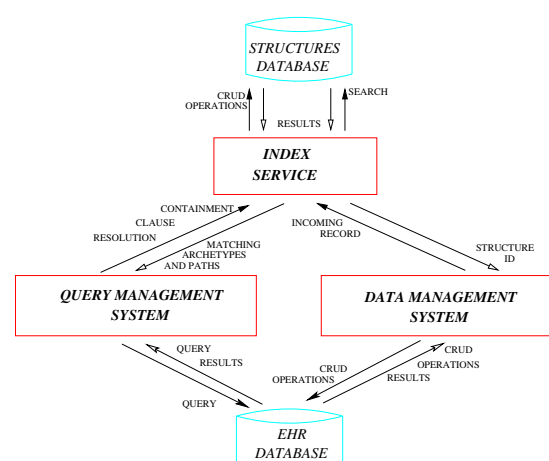 STRUCTURES
DATABASE
CRUD
OPERATIONS
SEARCH
RESULTS
INDEX
SERVICE
CONTAINMENT
CLAUSE
RESOLUTION
MATCHING
ARCHETYPES
AND PATHS
INCOMING
RECORD
STRUCTURE
ID
QUERY MANAGEMENT
SYSTEM
DATA MANAGEMENT
SYSTEM
QUERY
RESULTS
QUERY
CRUD
OPERATIONS
CRUD
OPERATIONS
RESULTS
EHR
DATABASE